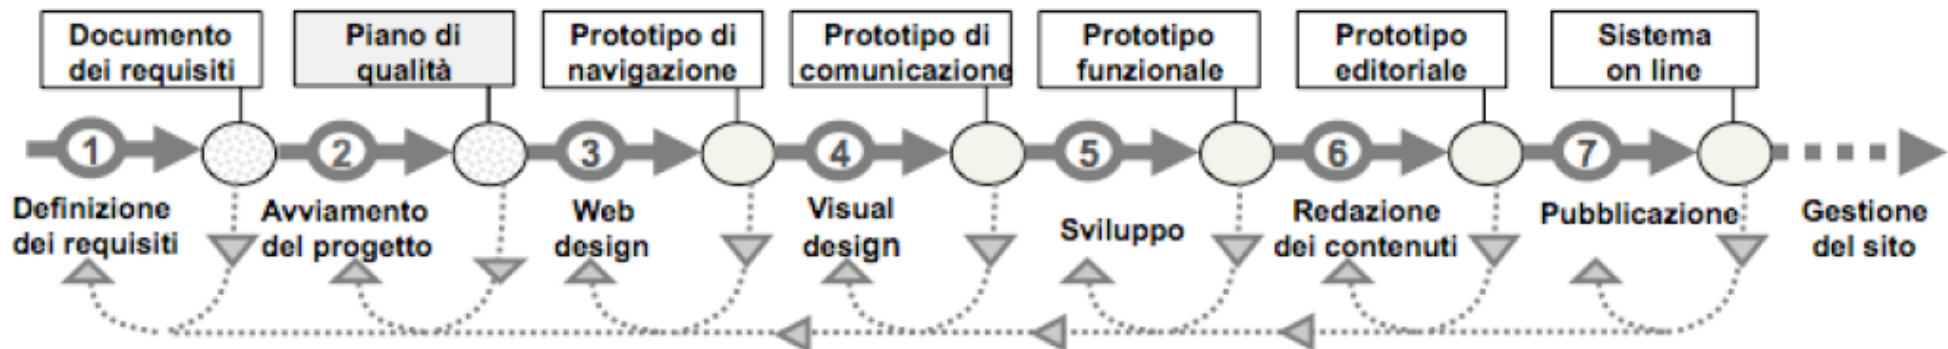 Documento
dei requisiti
Piano di
qualità
Prototipo di
navigazione
Prototipo di
comunicazione
Prototipo
funzionale
Prototipo
editoriale
Sistema
on line
1
2
3
4
5
6
7
Definizione
dei requisiti
Avviamento
del progetto
Web
design
Visual
design
Sviluppo
Redazione
dei contenuti
Pubblicazione
Gestione
del sito